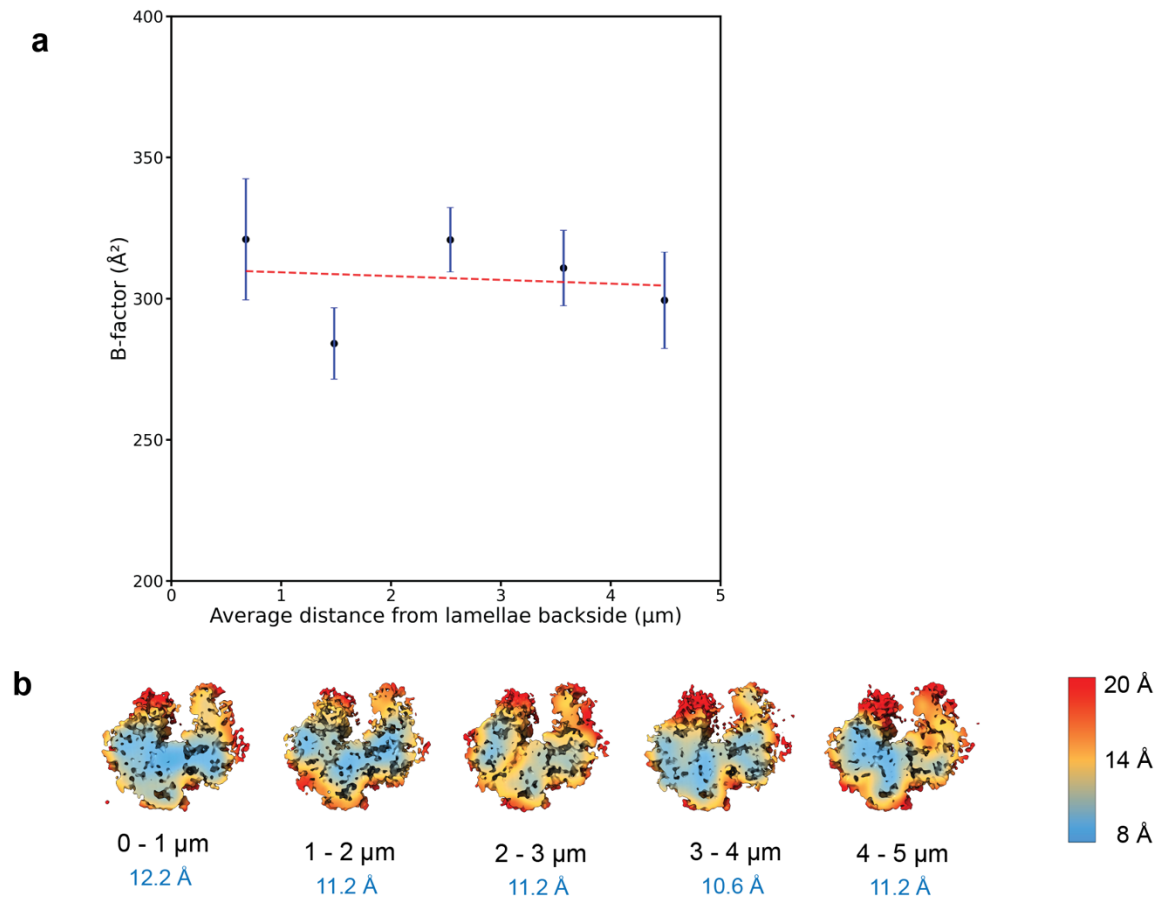 a
400
350
300
250
200
B-factor (Å²)
0 1 2 3 4 5
Average distance from lamellae backside (μm)
b
20 Å
14 Å
8 Å
0 - 1 μm 1 - 2 μm 2 - 3 μm 3 - 4 μm 4 - 5 μm
12.2 Å 11.2 Å 11.2 Å 10.6 Å 11.2 Å